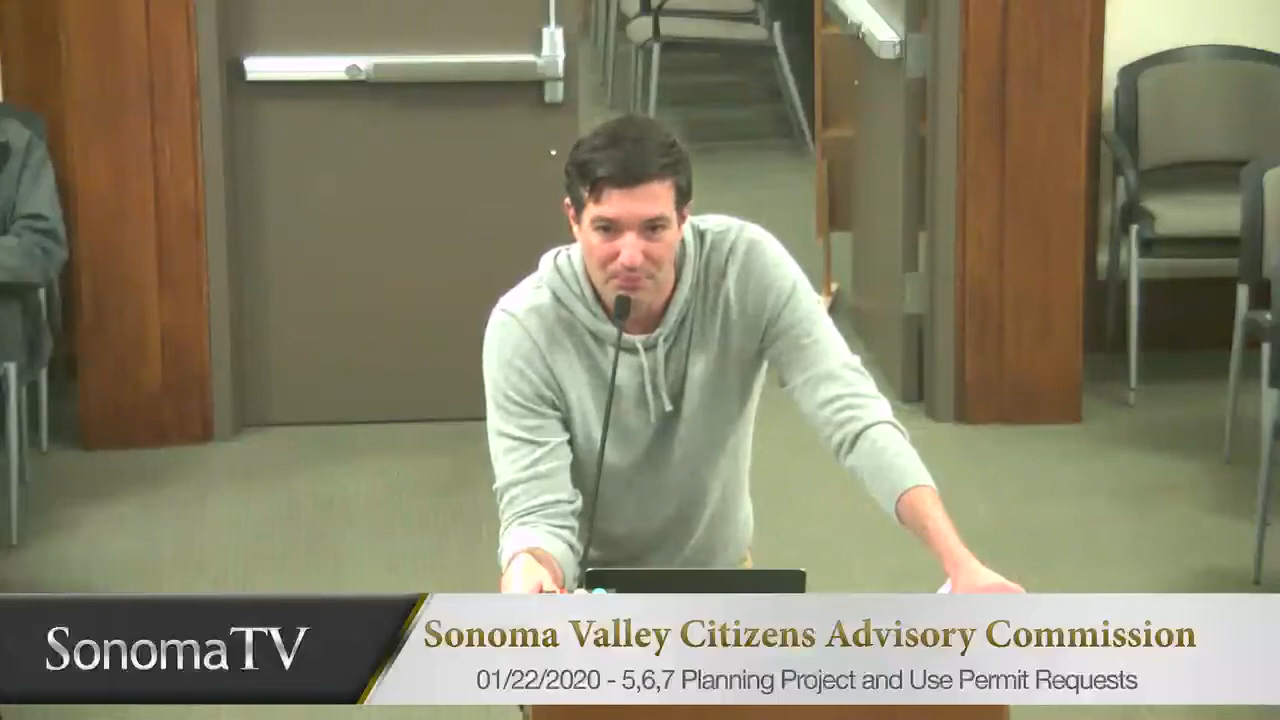 SonomaTV
Sonoma Valley Citizens Advisory Commission
01/22/2020 - 5,6,7 Planning Project and Use Permit Requests